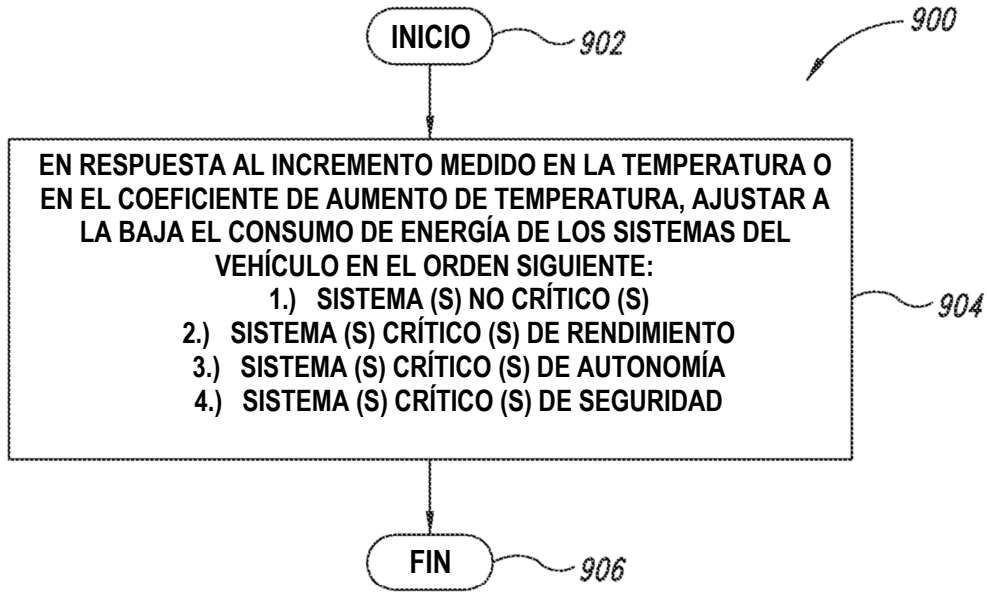 INICIO
902
900
EN RESPUESTA AL INCREMENTO MEDIDO EN LA TEMPERATURA O
EN EL COEFICIENTE DE AUMENTO DE TEMPERATURA, AJUSTAR A
LA BAJA EL CONSUMO DE ENERGÍA DE LOS SISTEMAS DEL
VEHÍCULO EN EL ORDEN SIGUIENTE:
1.) SISTEMA (S) NO CRÍTICO (S)
2.) SISTEMA (S) CRÍTICO (S) DE RENDIMIENTO
3.) SISTEMA (S) CRÍTICO (S) DE AUTONOMÍA
4.) SISTEMA (S) CRÍTICO (S) DE SEGURIDAD
904
FIN
906